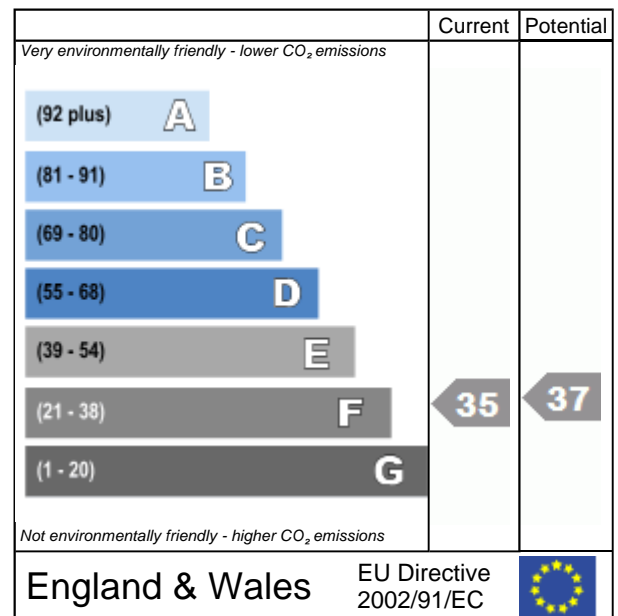 Current Potential
Very environmentally friendly - lower CO₂ emissions
(92 plus) A
(81 - 91) B
(69 - 80) C
(55 - 68) D
(39 - 54) E
(21 - 38) F 35 37
(1 - 20) G
Not environmentally friendly - higher CO₂ emissions
England & Wales
EU Directive
2002/91/EC